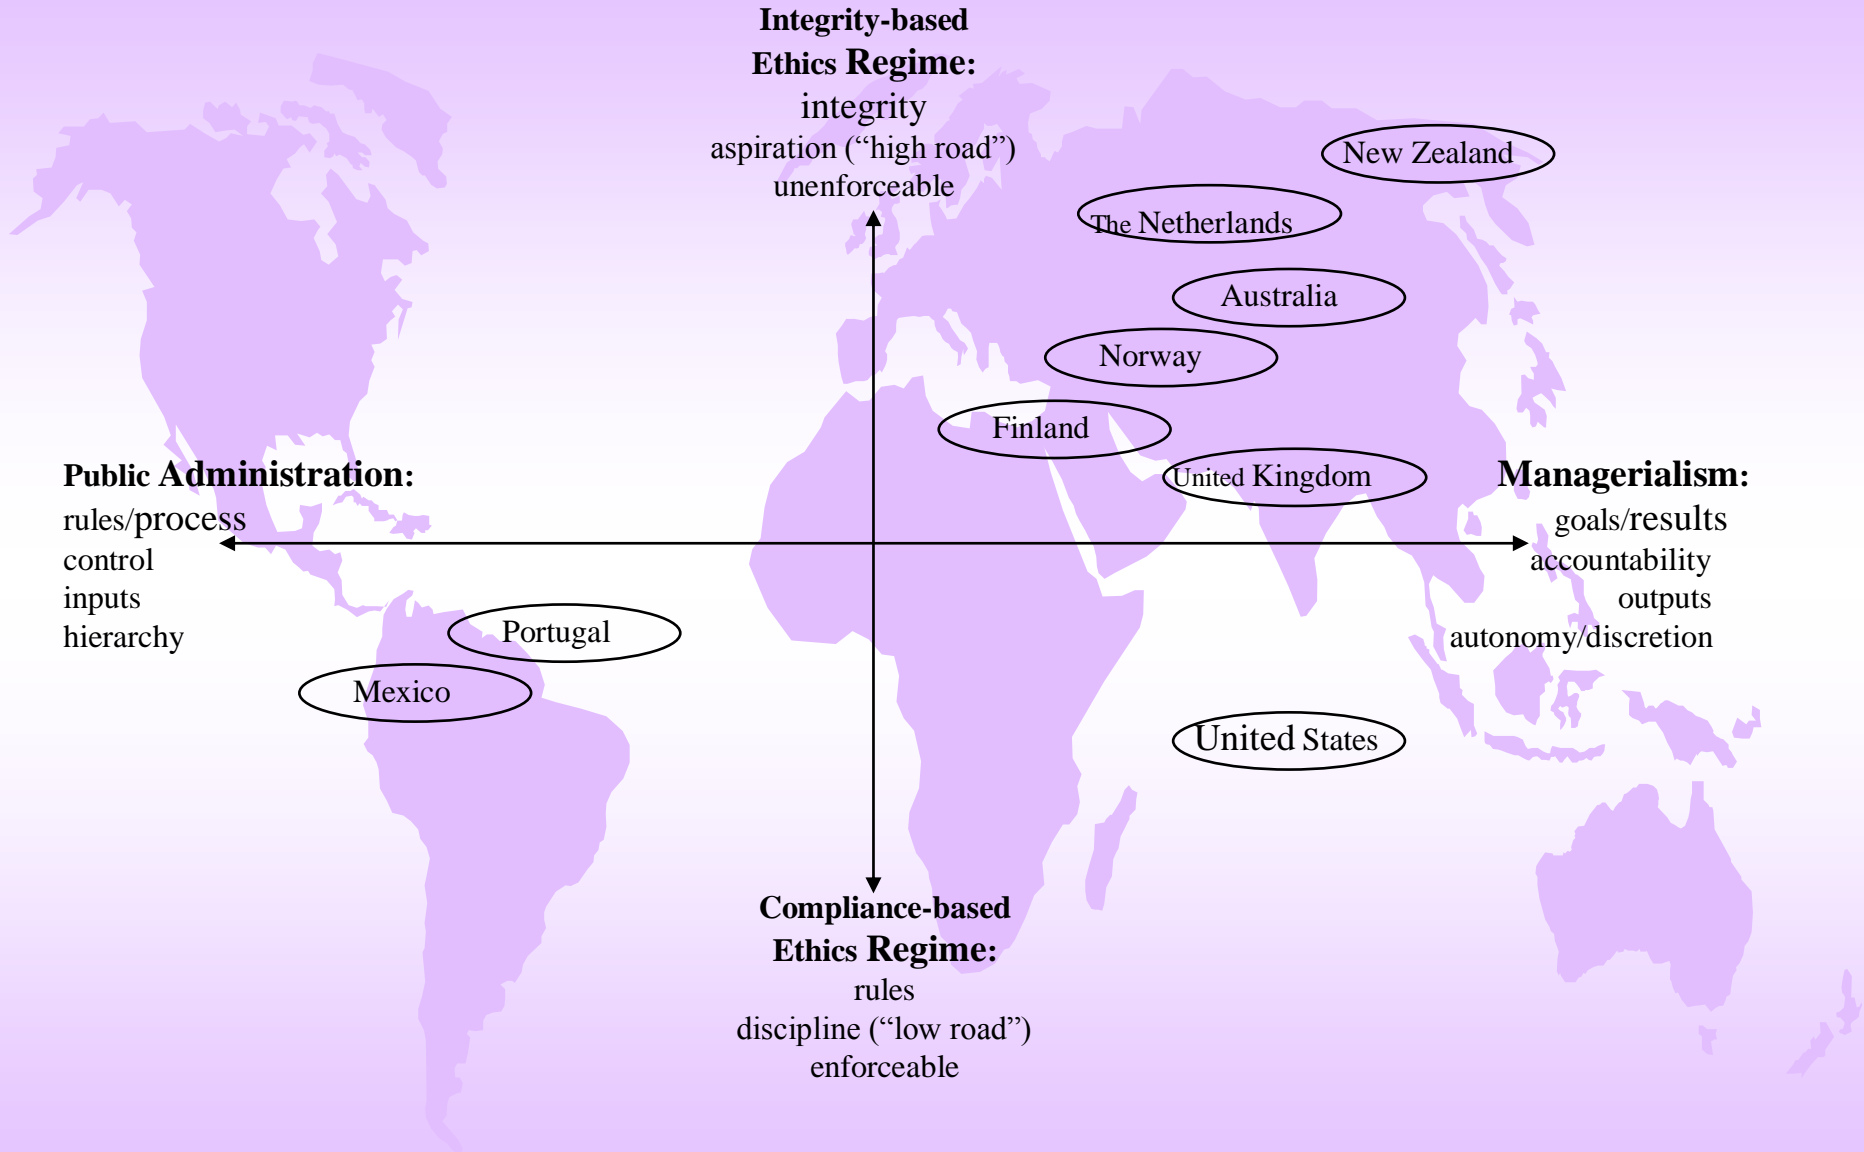 Integrity-based
Ethics Regime:
integrity
aspiration (“high road”)
unenforceable
New Zealand
The Netherlands
Australia
Norway
Finland
United Kingdom
Public Administration:
rules/process
control
inputs
hierarchy
Managerialism:
goals/results
accountability
outputs
autonomy/discretion
Portugal
Mexico
United States
Compliance-based
Ethics Regime:
rules
discipline (“low road”)
enforceable